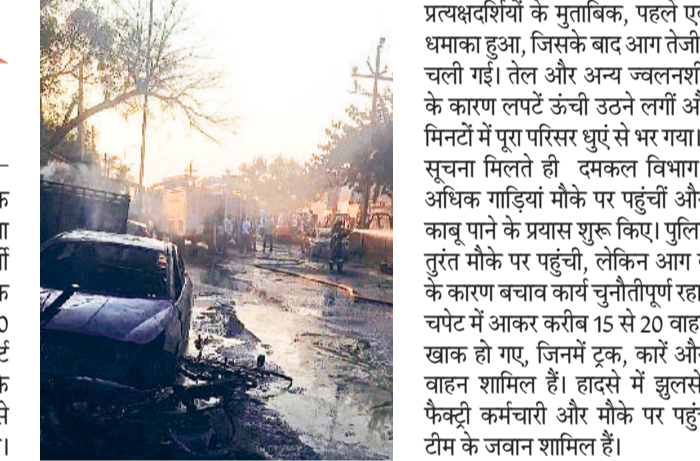 क
र्ी
क
0
र्ट
के
से
।
प्रत्यक्षदर्शियों के मुताबिक, पहले
धमाका हुआ, जिसके बाद आग तेजी
चली गई। तेल और अन्य ज्वलनशी
के कारण लपटें ऊंची उठने लगीं
मिनटों में पूरा परिसर धुएं से भर गया।
सूचना मिलते ही दमकल विभाग
अधिक गाड़ियां मौके पर पहुंचीं
काबू पाने के प्रयास शुरू किए। पुलि
तुरंत मौके पर पहुंची, लेकिन आग
के कारण बचाव कार्य चुनौतीपूर्ण रहा
चपेट में आकर करीब 15 से 20 वाह
खाक हो गए, जिनमें ट्रक, कारें
वाहन शामिल हैं। हादसे में झुलसे
फैक्ट्री कर्मचारी और मौके पर पहुं
टीम के जवान शामिल हैं।